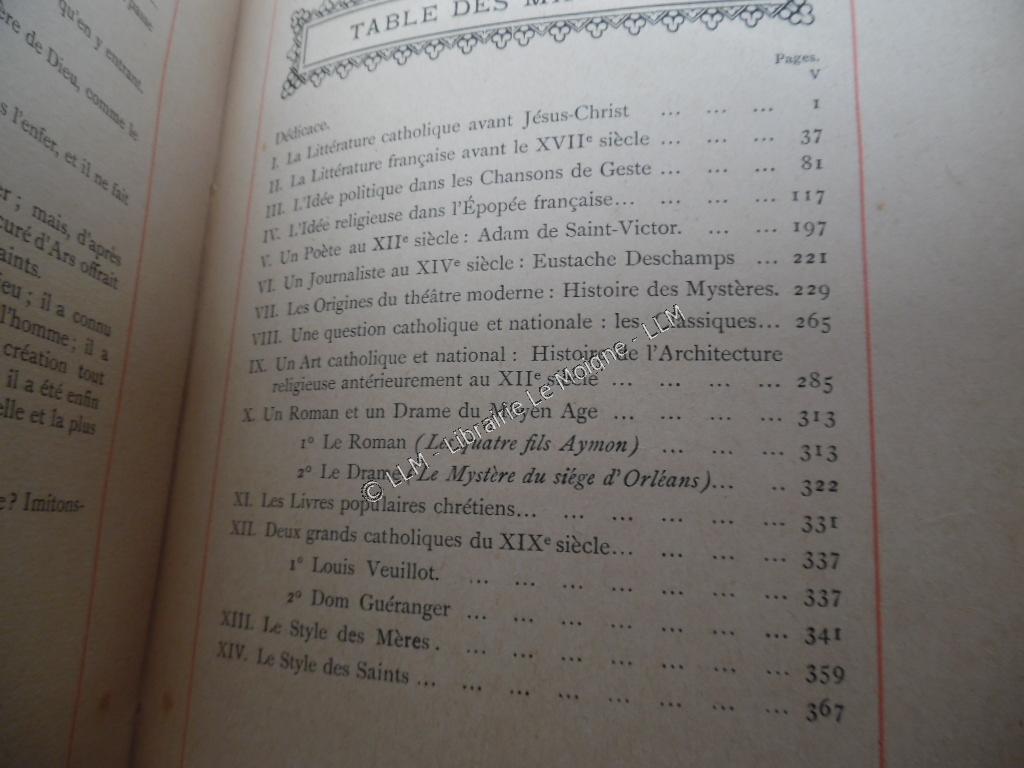 passe.
qu'en y entrant.
ère de Dieu, comme le
s l'enfer, et il ne fait
er ; mais, d'après
curé d'Ars offrait
saints.
ieu ; il a connu
l'homme ; il a
création tout
il a été enfin
elle et la plus
e? Imitons-
TABLE DES
Pages.
Dédicace. V
I. La Littérature catholique avant Jésus-Christ ... ... ... 1
II. La Littérature française avant le XVIIe siècle ... ... ... 37
III. L'Idée politique dans les Chansons de Geste ... ... ... 81
IV. L'Idée religieuse dans l'Épopée française... ... ... ... 117
V. Un Poète au XIIe siècle : Adam de Saint-Victor. ... ... 197
VI. Un Journaliste au XIVe siècle : Eustache Deschamps ... 221
VII. Les Origines du théâtre moderne : Histoire des Mystères. 229
VIII. Une question catholique et nationale : les Classiques... 265
IX. Un Art catholique et national : Histoire de l'Architecture
religieuse antérieurement au XIIe siècle ... ... ... ... 285
X. Un Roman et un Drame du Moyen Age ... ... ... ... 313
1º Le Roman (Les quatre fils Aymon) ... ... ... 313
2º Le Drame (Le Mystère du siége d'Orléans)... .. 322
XI. Les Livres populaires chrétiens... ... ... ... ... ... 331
XII. Deux grands catholiques du XIXe siècle... ... ... ... 337
1º Louis Veuillot. ... ... ... ... ... ... ... 337
2º Dom Guéranger ... ... ... ... ... ... ... 341
XIII. Le Style des Mères . ... ... ... ... ... ... ... 359
XIV. Le Style des Saints ... ... ... ... ... ... ... ... 367
© LLM - Librairie Le Moigne - LLM